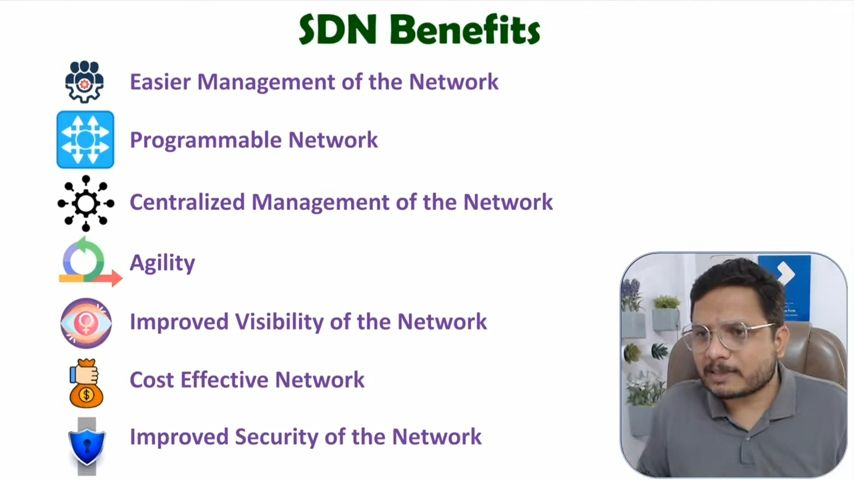 SDN Benefits
Easier Management of the Network
Programmable Network
Centralized Management of the Network
Agility
Improved Visibility of the Network
Cost Effective Network
Improved Security of the Network